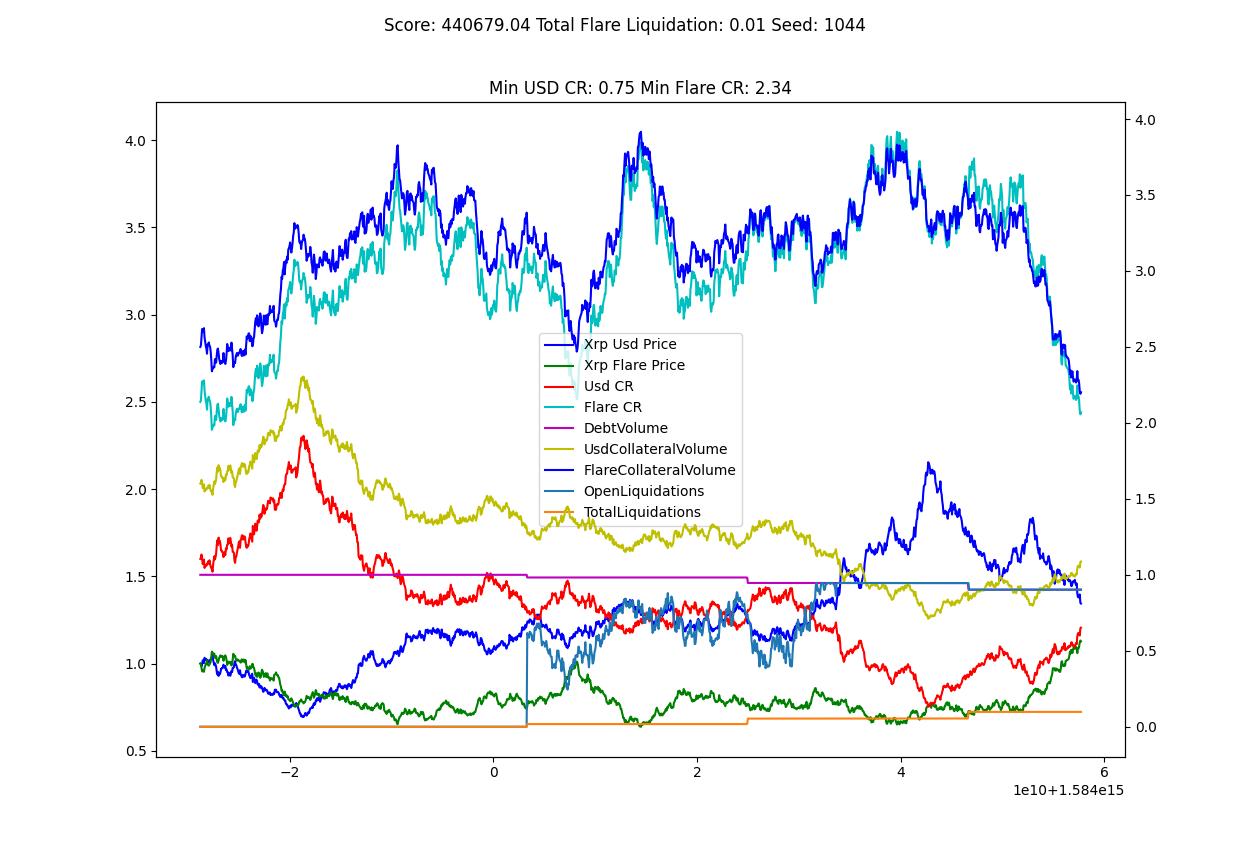 Score: 440679.04 Total Flare Liquidation: 0.01 Seed: 1044
Min USD CR: 0.75 Min Flare CR: 2.34
4.0
3.5
3.0
2.5
2.0
1.5
1.0
0.5
4.0
3.5
3.0
2.5
2.0
1.5
1.0
0.5
0.0
Xrp Usd Price
Xrp Flare Price
Usd CR
Flare CR
DebtVolume
UsdCollateralVolume
FlareCollateralVolume
OpenLiquidations
TotalLiquidations
−2 0 2 4 6
1e10+1.584e15